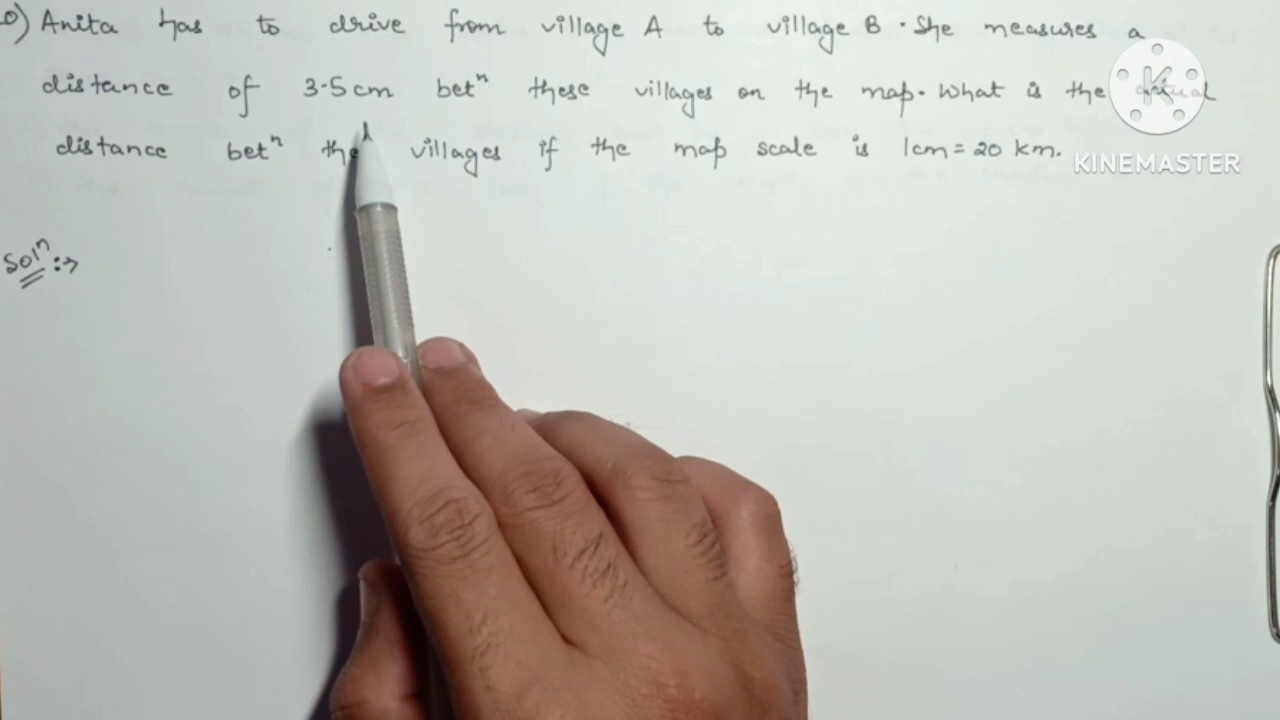 Anita has to drive from village A to village B. She measures a
distance of 3.5 cm betⁿ these villages on the map. What is the actual
distance betⁿ the villages if the map scale is 1cm = 20 km.
Solⁿ :→
K
KINEMASTER